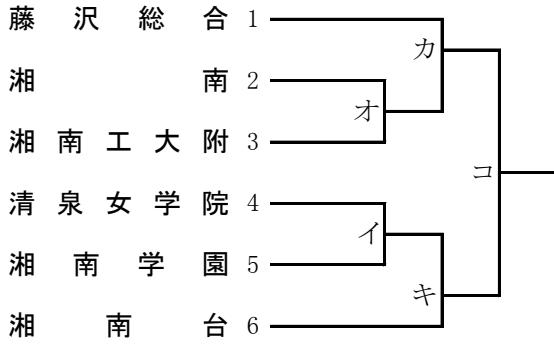 藤沢総合 1
カ
湘南 2
オ
湘南工大附 3
コ
清泉女学院 4
イ
湘南学園 5
キ
湘南台 6